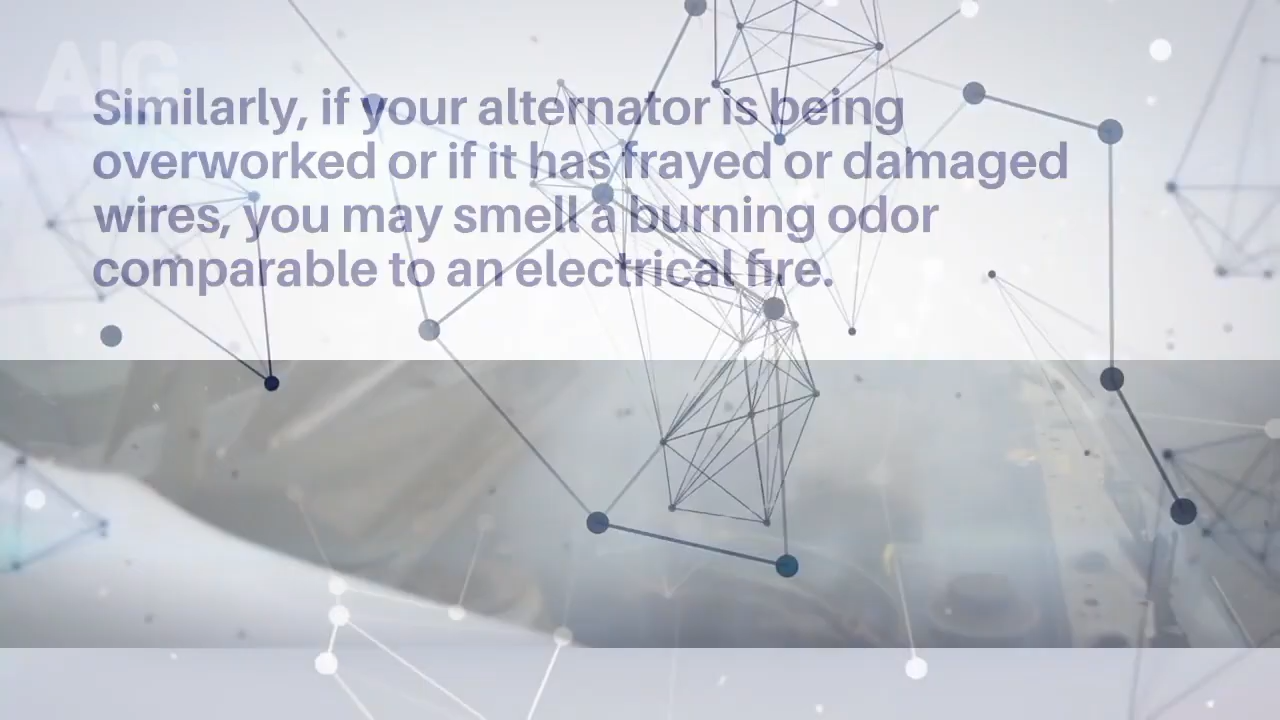 AIG
Similarly, if your alternator is being
overworked or if it has frayed or damaged
wires, you may smell a burning odor
comparable to an electrical fire.